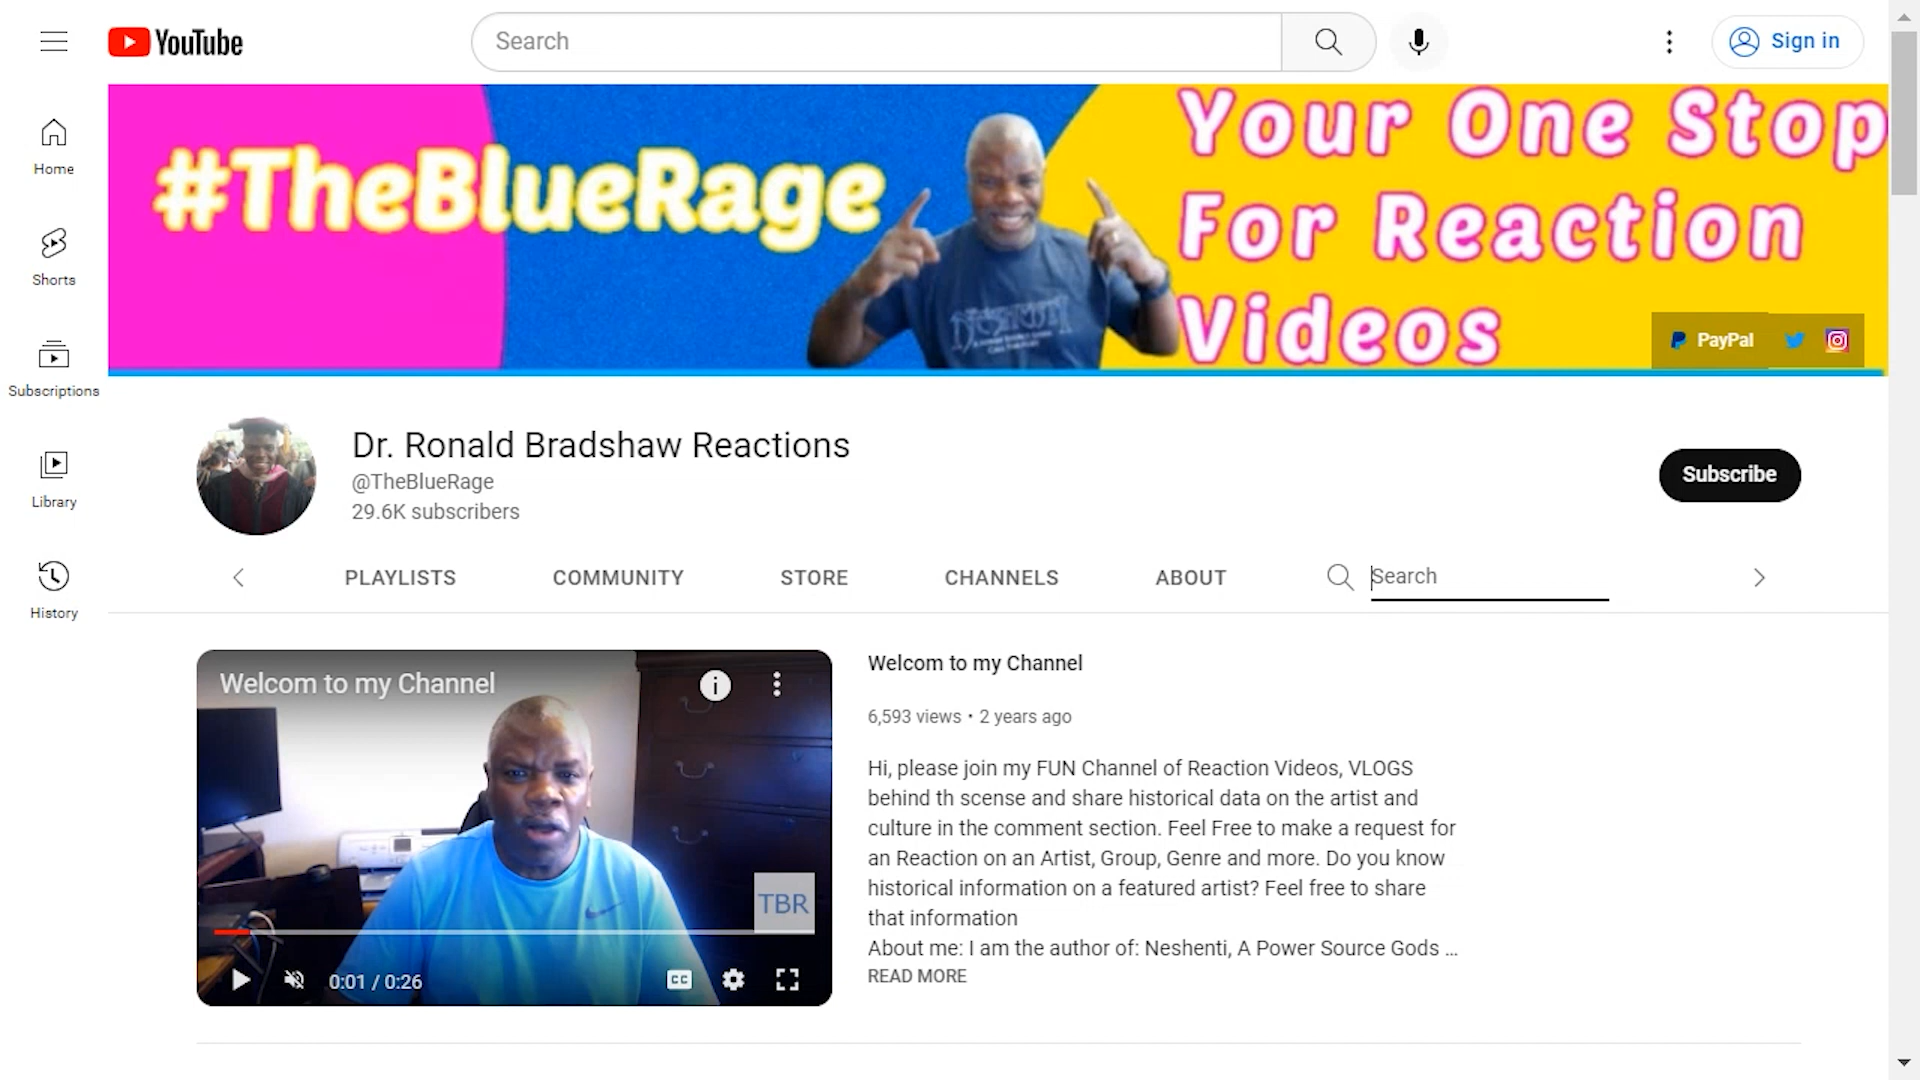 YouTube
Search
Sign in
Home
Shorts
Subscriptions
Library
History
#TheBlueRage
Your One Stop
For Reaction
Videos
PayPal
Dr. Ronald Bradshaw Reactions
@TheBlueRage
29.6K subscribers
Subscribe
PLAYLISTS
COMMUNITY
STORE
CHANNELS
ABOUT
Search
Welcom to my Channel
TBR
0:01 / 0:26
CC
Welcom to my Channel
6,593 views • 2 years ago
Hi, please join my FUN Channel of Reaction Videos, VLOGS
behind th scense and share historical data on the artist and
culture in the comment section. Feel Free to make a request for
an Reaction on an Artist, Group, Genre and more. Do you know
historical information on a featured artist? Feel free to share
that information
About me: I am the author of: Neshenti, A Power Source Gods ...
READ MORE